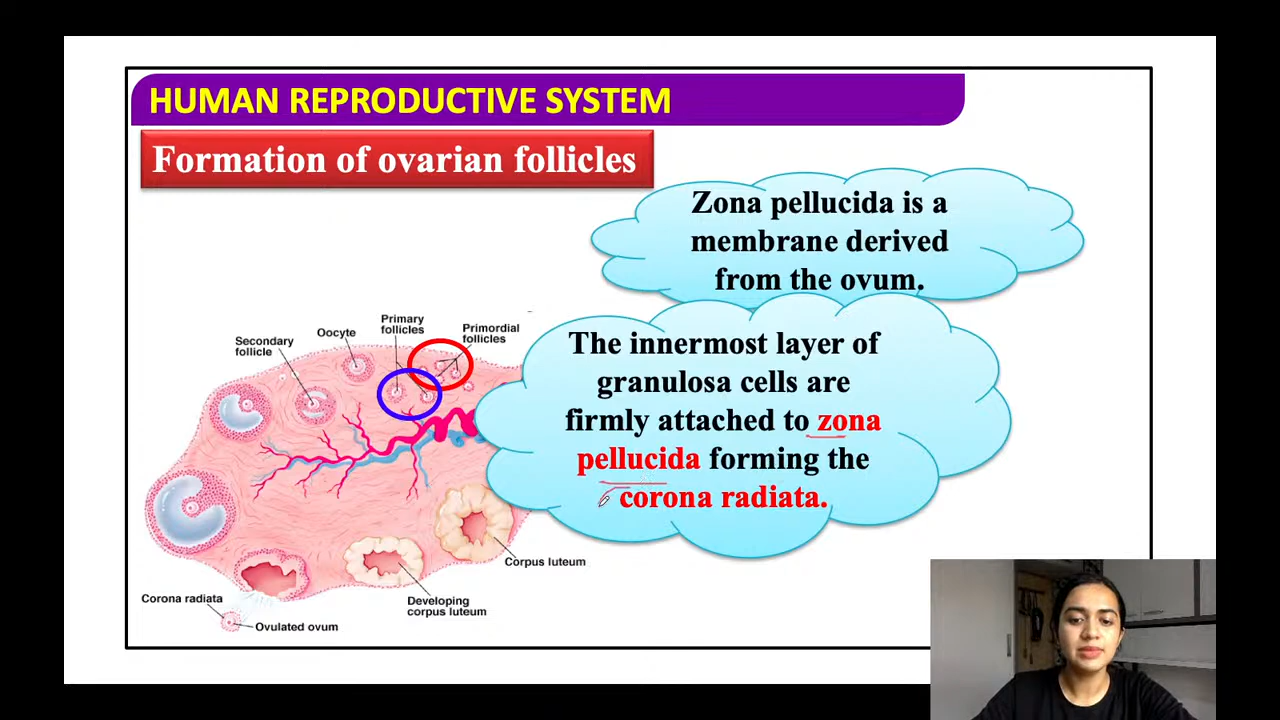 HUMAN REPRODUCTIVE SYSTEM
Formation of ovarian follicles
Zona pellucida is a
membrane derived
from the ovum.
The innermost layer of
granulosa cells are
firmly attached to zona
pellucida forming the
corona radiata.
Primary
follicles
Primordial
follicles
Oocyte
Secondary
follicle
Corpus luteum
Developing
corpus luteum
Corona radiata
Ovulated ovum